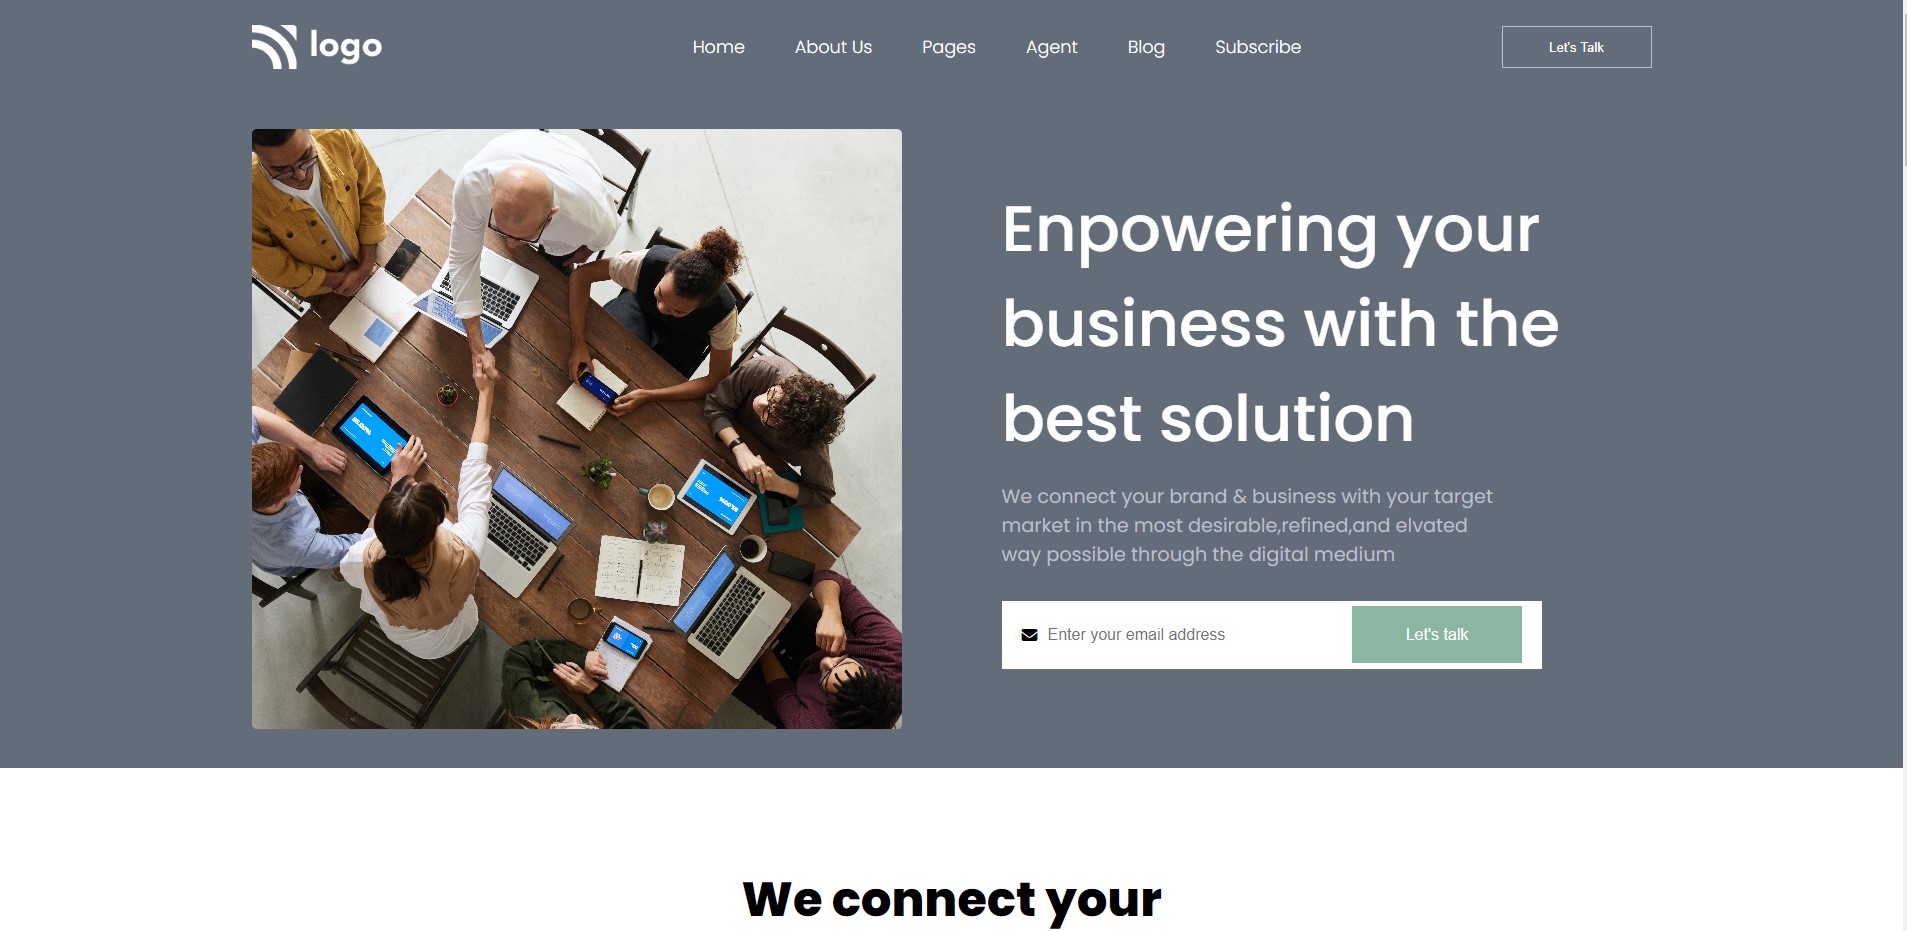 logo
Home About Us Pages Agent Blog Subscribe
Let's Talk
Enpowering your
business with the
best solution
We connect your brand & business with your target
market in the most desirable,refined,and elvated
way possible through the digital medium
Enter your email address
Let's talk
We connect your